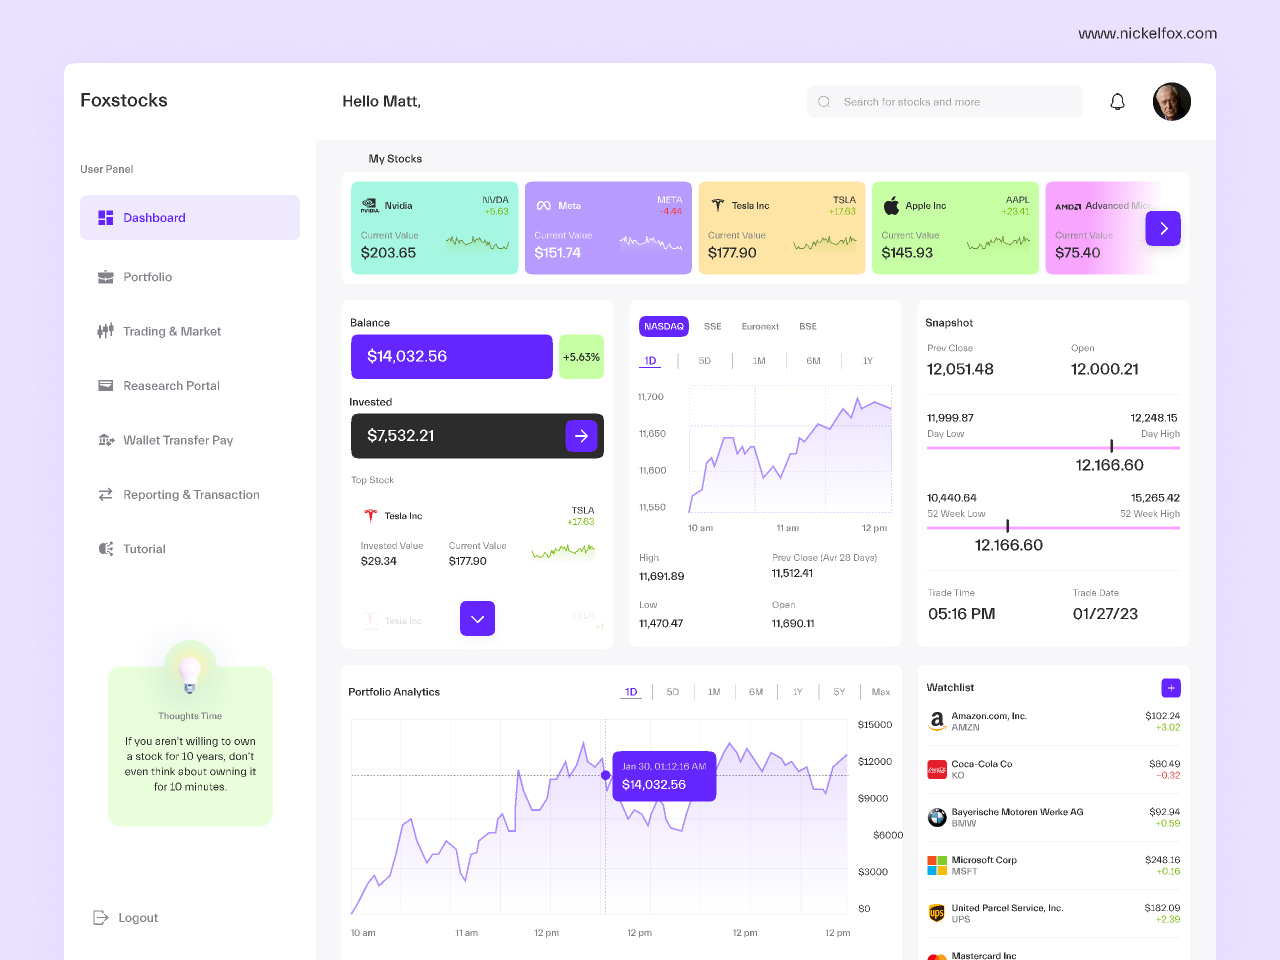 www.nickelfox.com
Foxstocks
Hello Matt,
Search for stocks and more
User Panel
Dashboard
Portfolio
Trading & Market
Reasearch Portal
Wallet Transfer Pay
Reporting & Transaction
Tutorial
Thoughts Time
If you aren't willing to own
a stock for 10 years, don't
even think about owning it
for 10 minutes.
Logout
My Stocks
NVIDIA
Nvidia
NVDA
+5.63
Current Value
$203.65
Meta
META
-4.44
Current Value
$151.74
Tesla Inc
TSLA
+17.63
Current Value
$177.90
Apple Inc
AAPL
+23.41
Current Value
$145.93
AMD
Advanced Micr
Current Value
$75.40
Balance
$14,032.56
+5.63%
Invested
$7,532.21
Top Stock
Tesla Inc
TSLA
+17.63
Invested Value
$29.34
Current Value
$177.90
Tesla Inc
TSLA
+1
NASDAQ SSE Euronext BSE
1D 5D 1M 6M 1Y
11,700
11,650
11,600
11,550
10 am 11 am 12 pm
High
11,691.89
Prev Close (Avr 28 Days)
11,512.41
Low
11,470.47
Open
11,690.11
Snapshot
Prev Close
12,051.48
Open
12.000.21
11,999.87
Day Low
12,248.15
Day High
12.166.60
10,440.64
52 Week Low
15,265.42
52 Week High
12.166.60
Trade Time
05:16 PM
Trade Date
01/27/23
Portfolio Analytics
1D 5D 1M 6M 1Y 5Y Max
$15000
$12000
$9000
$6000
$3000
$0
Jan 30, 01:12:16 AM
$14,032.56
10 am 11 am 12 pm 12 pm 12 pm 12 pm
Watchlist
+
Amazon.com, Inc.
AMZN
$102.24
+3.02
Coca-Cola Co
KO
$80.49
-0.32
Bayerische Motoren Werke AG
BMW
$92.94
+0.59
Microsoft Corp
MSFT
$248.16
+0.16
ups
United Parcel Service, Inc.
UPS
$182.09
+2.39
Mastercard Inc